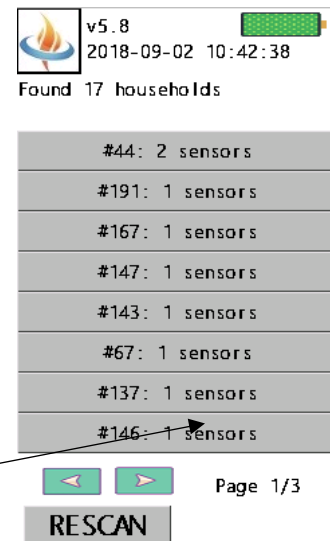 v5.8
2018-09-02 10:42:38
Found 17 households
#44: 2 sensors
#191: 1 sensors
#167: 1 sensors
#147: 1 sensors
#143: 1 sensors
#67: 1 sensors
#137: 1 sensors
#146: 1 sensors
Page 1/3
RESCAN